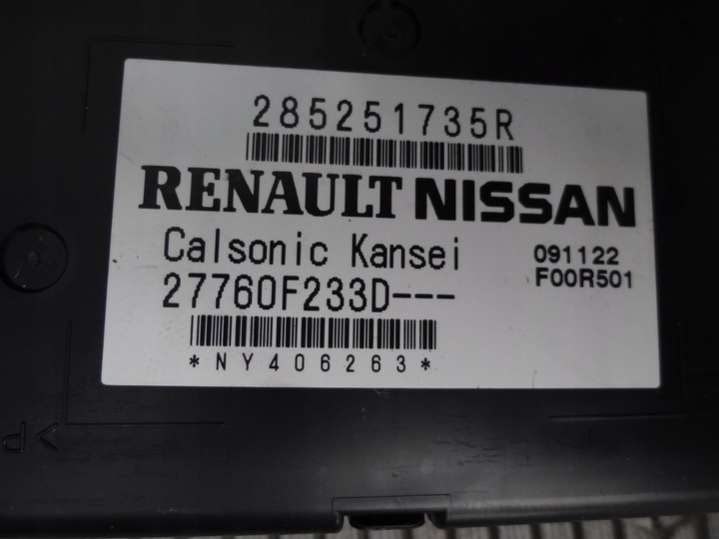 285251735R
RENAULT NISSAN
Calsonic Kansei 091122
27760F233D--- F00R501
*NY406263*
>P